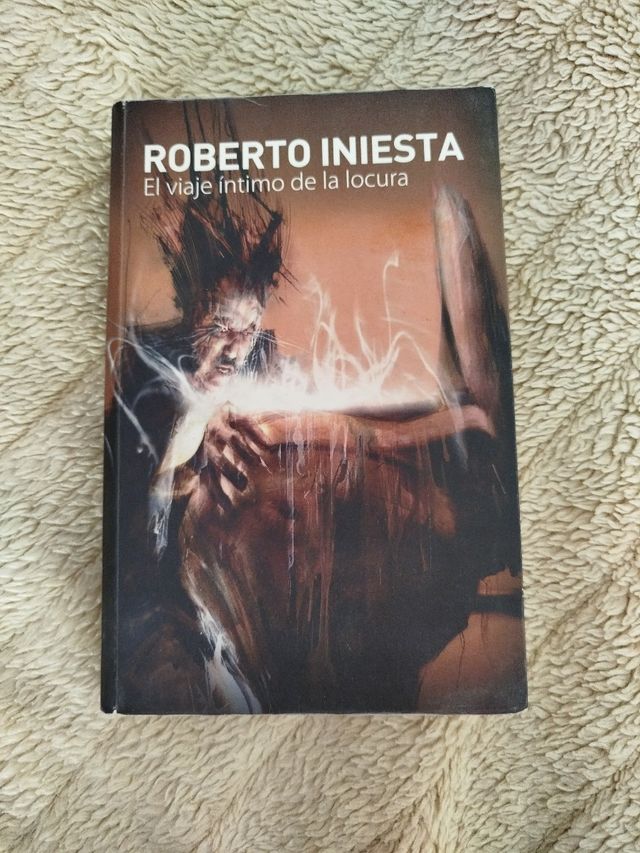 ROBERTO INIESTA
El viaje íntimo de la locura